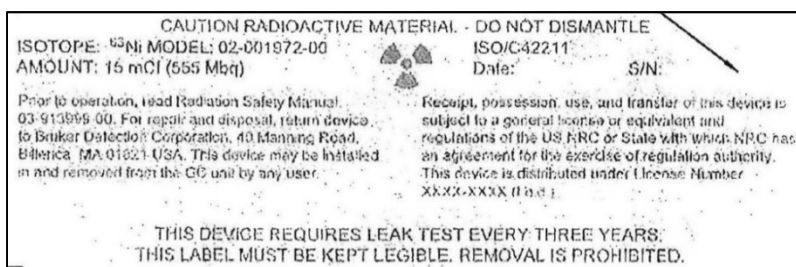 CAUTION RADIOACTIVE MATERIAL - DO NOT DISMANTLE
ISOTOPE: ⁶³Ni MODEL: 02-001972-00
AMOUNT: 15 mCi (555 Mbq)
ISO/C42211
Date: S/N:
Prior to operation, read Radiation Safety Manual,
03-913995-00. For repair and disposal, return device
to Bruker Detection Corporation, 40 Manning Road,
Billerica, MA 01821 USA. This device may be installed
in and removed from the GC unit by any user.
Receipt, possession, use, and transfer of this device is
subject to a general license or equivalent and
regulations of the US NRC or State with which NRC has
an agreement for the exercise of regulation authority.
This device is distributed under License Number
XXXX-XXXX (t.b.d.)
THIS DEVICE REQUIRES LEAK TEST EVERY THREE YEARS.
THIS LABEL MUST BE KEPT LEGIBLE. REMOVAL IS PROHIBITED.